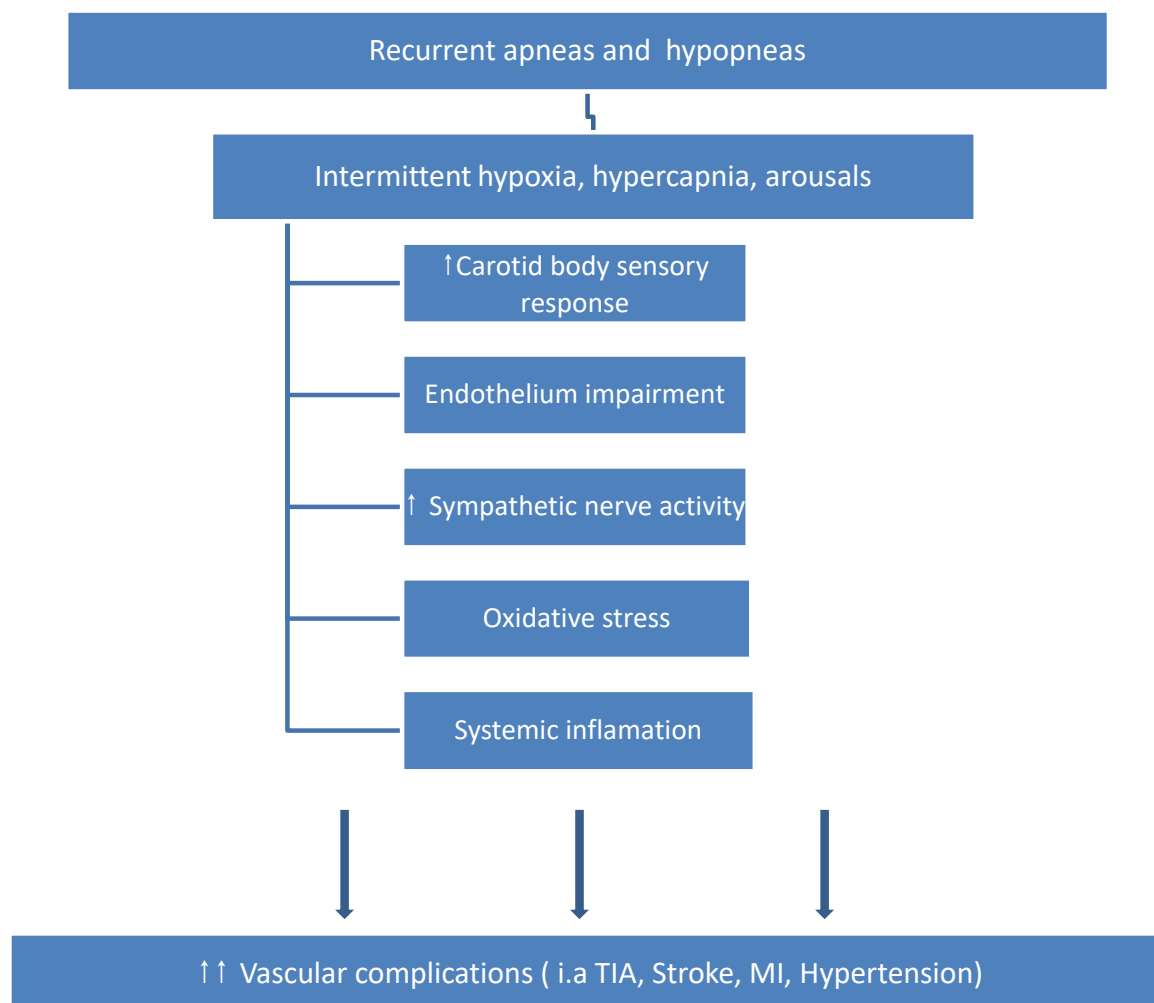 Recurrent apneas and hypopneas
Intermittent hypoxia, hypercapnia, arousals
↑Carotid body sensory
response
Endothelium impairment
↑ Sympathetic nerve activity
Oxidative stress
Systemic inflamation
↑↑ Vascular complications ( i.a TIA, Stroke, MI, Hypertension)